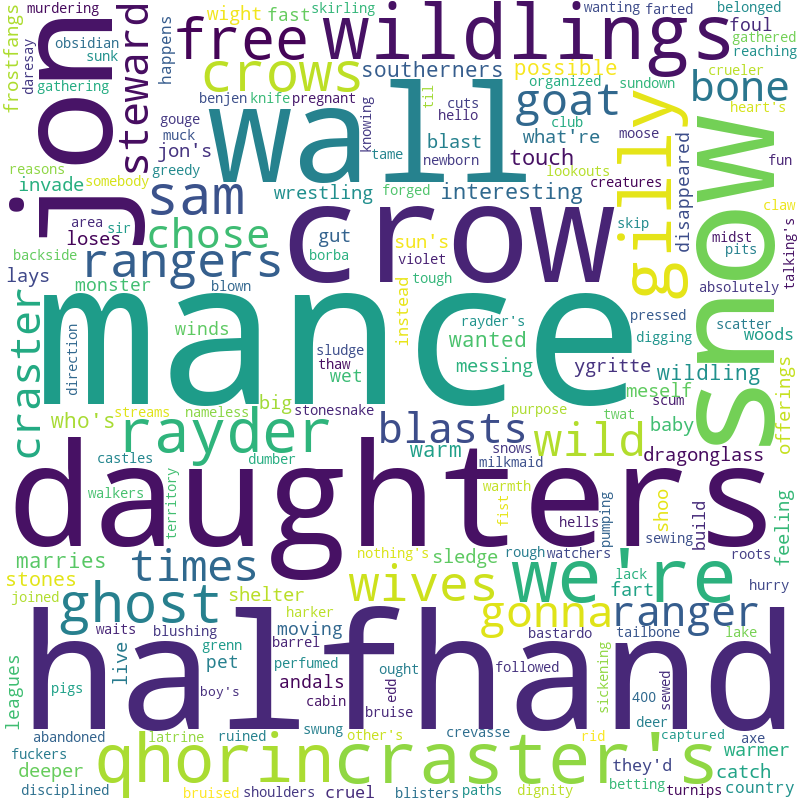 murdering
skirling
wanting
farted
belonged
wight
fast
foul
gathered
reaching
frostfangs
daresay
obsidian
sunk
gathering
jon
steward
happens
free
wildlings
crows
southerners
possible
organized
sundown
crueler
heart's
goat
bone
benjen
knife
pregnant
cuts
hello
til
club
what're
moose
gouge
muck
jon's
greedy
tame
knowing
blast
newborn
touch
lookouts
creatures
fun
claw
reasons
invade
somebody
sam
wall
wrestling
forged
interesting
gilly
disappeared
snow
talking's
area
sir
loses
chose
gut
borba
sun's
violet
tough
skip
midst
pits
backside
rangers
crow
absolutely
lays
monster
blown
instead
pressed
digging
scatter
woods
craster
direction
mance
winds
sludge
thaw
wet
rayder's
wanted
messing
ygritte
wildling
meself
scum
offerings
who's
streams
nameless
big
stonesnake
purpose
twat
baby
rayder
blasts
warm
snows
milkmaid
wild
dragonglass
castles
dumber
walkers
territory
daughters
warmth
fist
hells
pumping
shoo
build
sewing
roots
feeling
marries
times
nothing's
sledge
rough
watchers
lack
fart
hurry
stones
joined
ghost
shelter
wives
we're
harker
gonna
ranger
lake
waits
blushing
grenn
moving
barrel
bastardo
tailbone
leagues
pigs
live
pet
boy's
perfumed
cabin
andals
ought
edd
bruise
followed
sickening
400
sewed
deer
axe
halfhand
abandoned
latrine
ruined
swung
other's
crevasse
rid
captured
fuckers
deeper
qhorin
craster's
they'd
warmer
catch
betting
country
disciplined
bruised
shoulders
cruel
blisters
paths
dignity
turnips